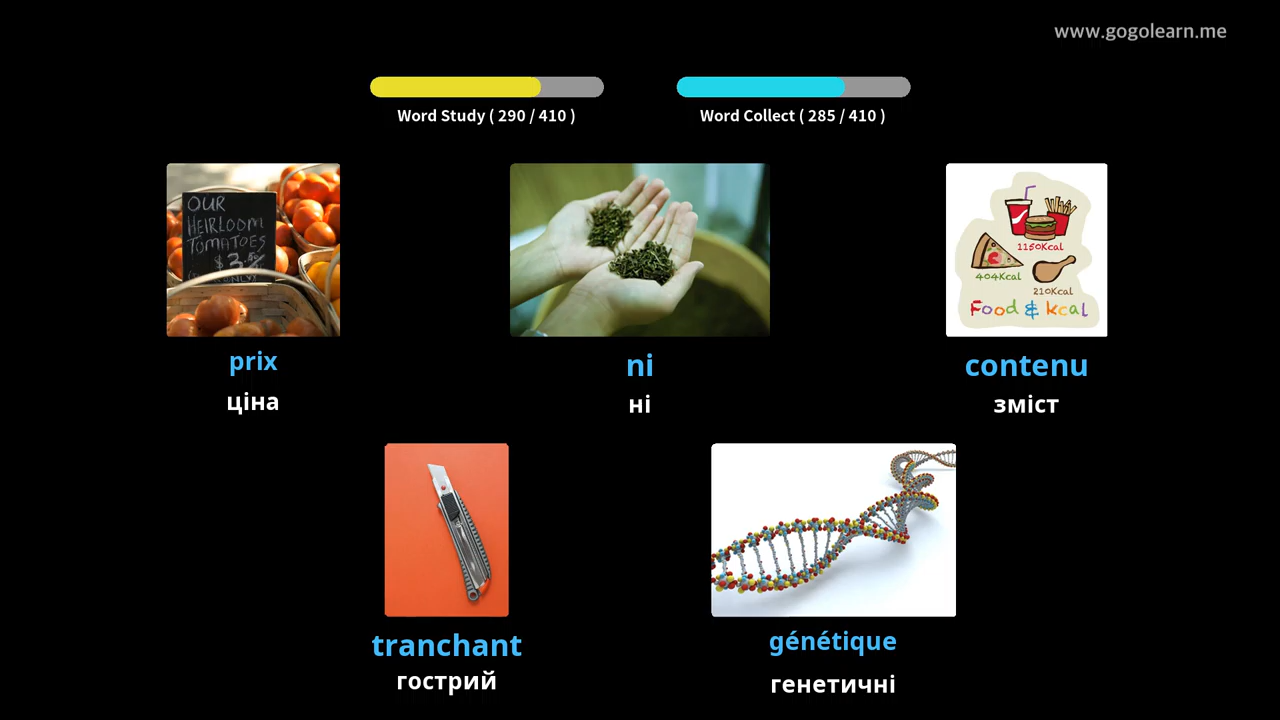 www.gogolearn.me
Word Study ( 290 / 410 )
Word Collect ( 285 / 410 )
OUR
HEIRLOOM
TOMATOES
1150Kcal
404Kcal
210Kcal
Food & kcal
prix
ni
contenu
ціна
ні
зміст
tranchant
génétique
гострий
генетичні